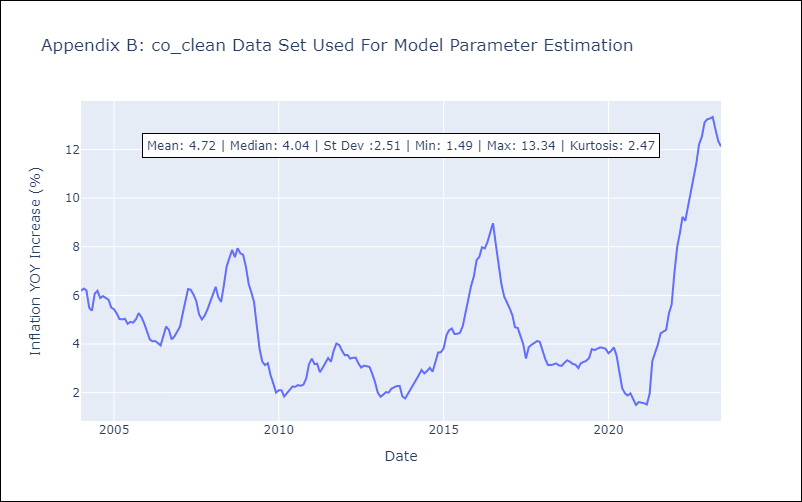 Appendix B: co_clean Data Set Used For Model Parameter Estimation
Mean: 4.72 | Median: 4.04 | St Dev :2.51 | Min: 1.49 | Max: 13.34 | Kurtosis: 2.47
Inflation YOY Increase (%)
12
10
8
6
4
2
2005 2010 2015 2020
Date